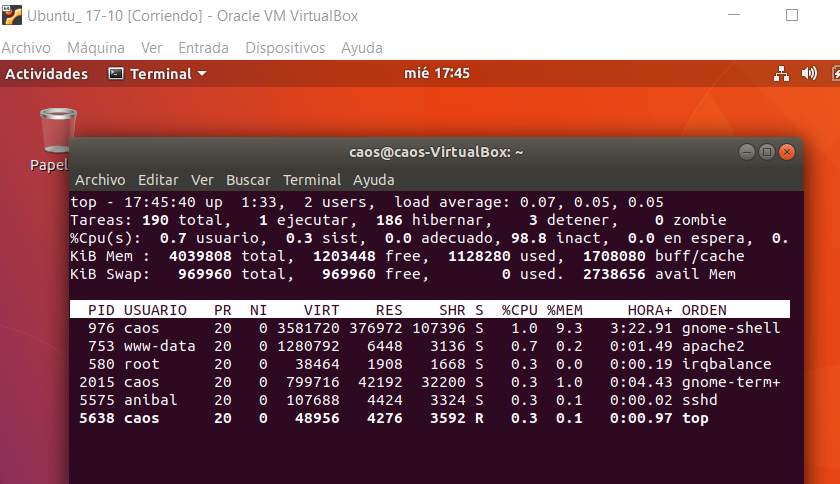 Ubuntu_ 17-10 [Corriendo] - Oracle VM VirtualBox
Archivo Máquina Ver Entrada Dispositivos Ayuda
Actividades Terminal mié 17:45
Papel
caos@caos-VirtualBox: ~
Archivo Editar Ver Buscar Terminal Ayuda
top - 17:45:40 up  1:33,  2 users,  load average: 0.07, 0.05, 0.05
Tareas: 190 total,   1 ejecutar,  186 hibernar,    3 detener,    0 zombie
%Cpu(s):  0.7 usuario,  0.3 sist,  0.0 adecuado, 98.8 inact,  0.0 en espera,  0.
KiB Mem :  4039808 total,  1203448 free,  1128280 used,  1708080 buff/cache
KiB Swap:   969960 total,   969960 free,        0 used.  2738656 avail Mem
PID USUARIO   PR  NI    VIRT    RES    SHR S  %CPU %MEM     HORA+ ORDEN
976 caos      20   0 3581720 376972 107396 S   1.0  9.3   3:22.91 gnome-shell
753 www-data  20   0 1280792   6448   3136 S   0.7  0.2   0:01.49 apache2
580 root      20   0   38464   1908   1668 S   0.3  0.0   0:00.19 irqbalance
2015 caos      20   0  799716  42192  32200 S   0.3  1.0   0:04.43 gnome-term+
5575 anibal    20   0  107688   4424   3324 S   0.3  0.1   0:00.02 sshd
5638 caos      20   0   48956   4276   3592 R   0.3  0.1   0:00.97 top